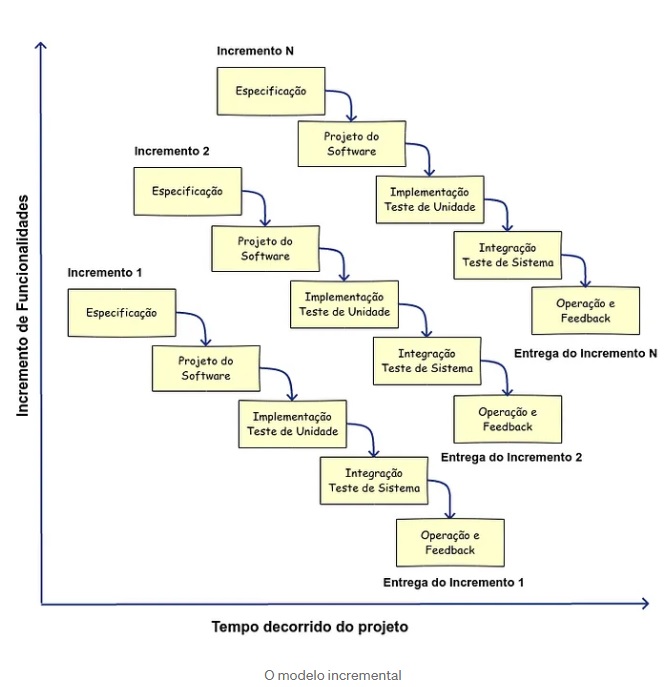 Incremento N
Especificação
Projeto do
Software
Implementação
Teste de Unidade
Integração
Teste de Sistema
Operação e
Feedback
Entrega do Incremento N
Incremento 2
Especificação
Projeto do
Software
Implementação
Teste de Unidade
Integração
Teste de Sistema
Operação e
Feedback
Entrega do Incremento 2
Incremento 1
Especificação
Projeto do
Software
Implementação
Teste de Unidade
Integração
Teste de Sistema
Operação e
Feedback
Entrega do Incremento 1
Incremento de Funcionalidades
Tempo decorrido do projeto
O modelo incremental